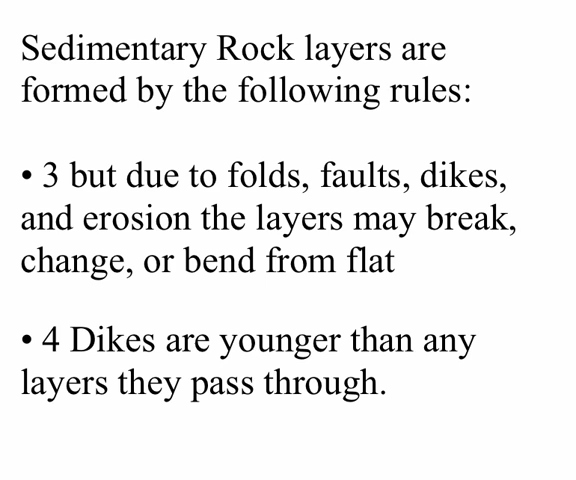 Sedimentary Rock layers are
formed by the following rules:
• 3 but due to folds, faults, dikes,
and erosion the layers may break,
change, or bend from flat
• 4 Dikes are younger than any
layers they pass through.